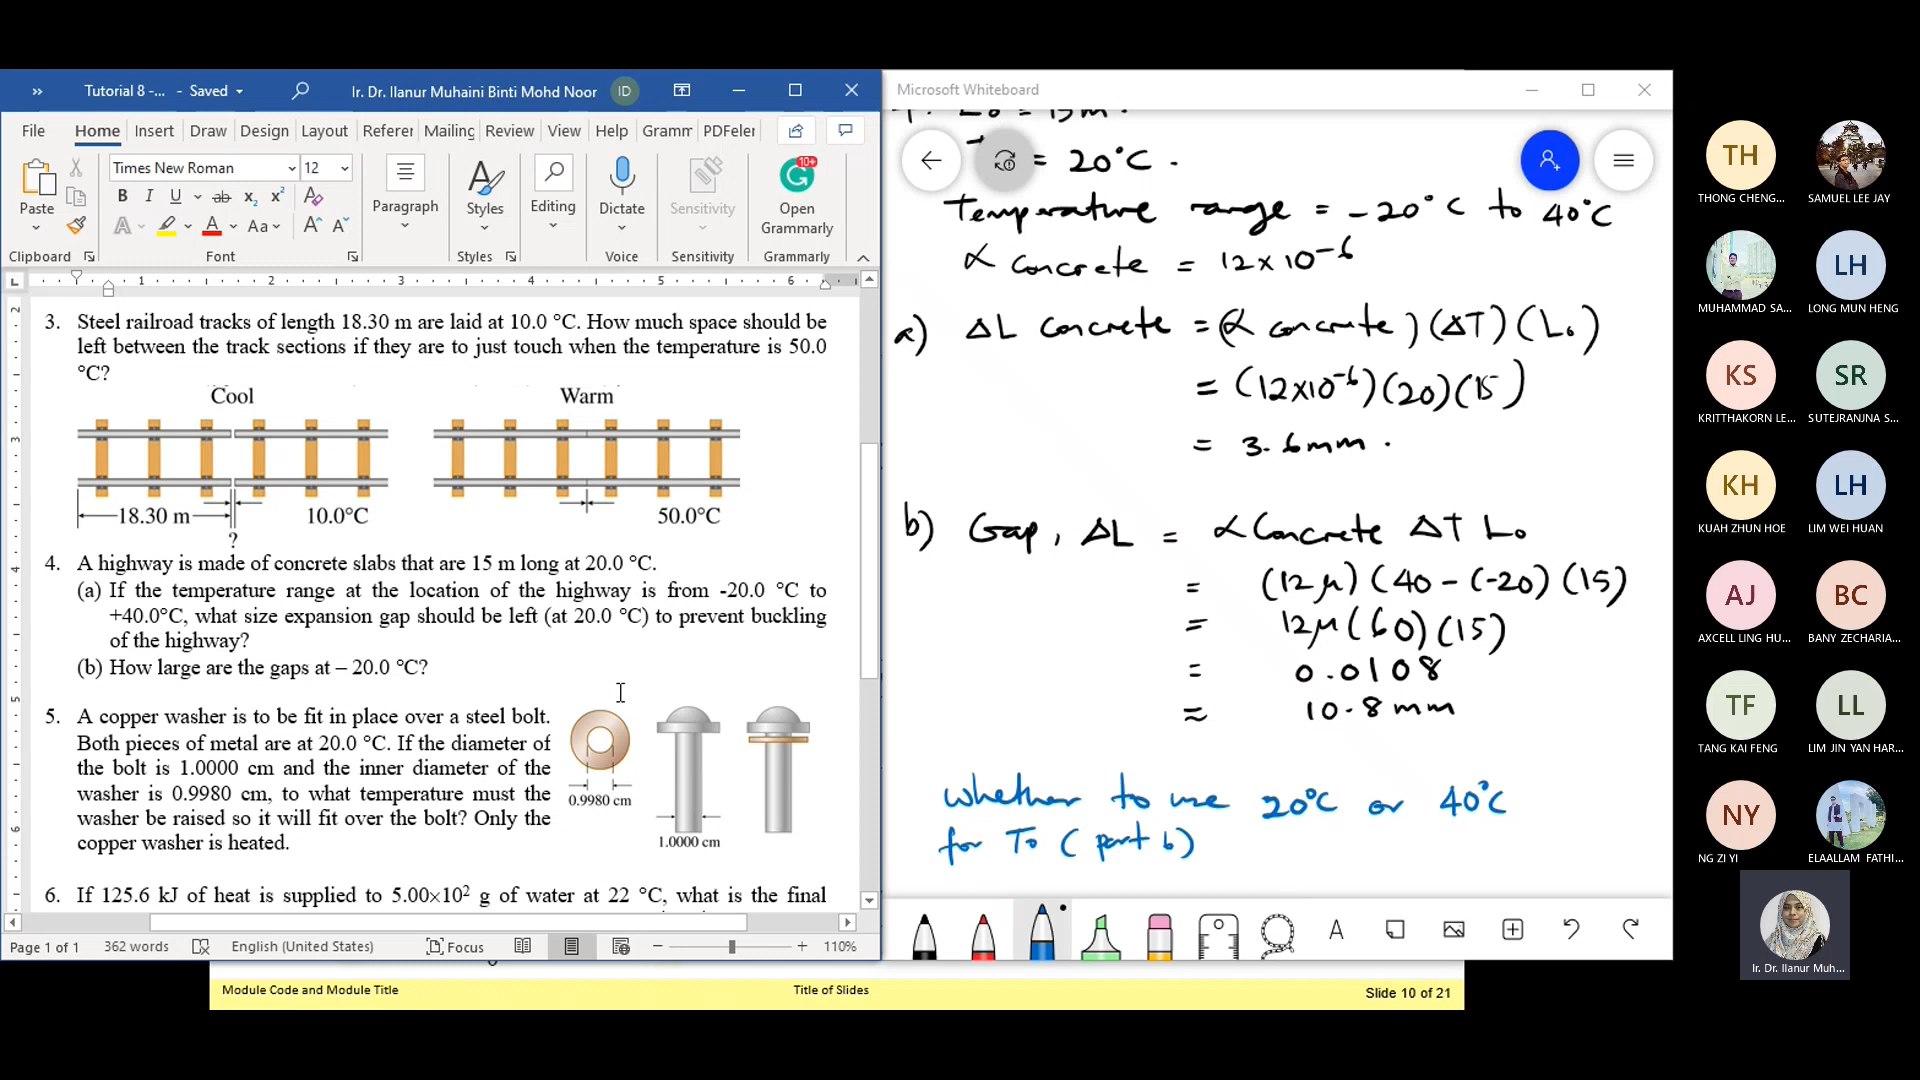 Tutorial 8 -... - Saved
Ir. Dr. Ilanur Muhaini Binti Mohd Noor
ID
File Home Insert Draw Design Layout Referer Mailing Review View Help Gramm PDFeler
Times New Roman 12
Paste
Paragraph
Styles
Editing
Dictate
Sensitivity
10+
Open Grammarly
Clipboard Font Styles Voice Sensitivity Grammarly
1 2 3 4 5 6
3. Steel railroad tracks of length 18.30 m are laid at 10.0 °C. How much space should be
left between the track sections if they are to just touch when the temperature is 50.0
°C?
Cool Warm
18.30 m 10.0°C 50.0°C
?
4. A highway is made of concrete slabs that are 15 m long at 20.0 °C.
(a) If the temperature range at the location of the highway is from -20.0 °C to
+40.0°C, what size expansion gap should be left (at 20.0 °C) to prevent buckling
of the highway?
(b) How large are the gaps at – 20.0 °C?
5. A copper washer is to be fit in place over a steel bolt.
Both pieces of metal are at 20.0 °C. If the diameter of
the bolt is 1.0000 cm and the inner diameter of the
washer is 0.9980 cm, to what temperature must the
washer be raised so it will fit over the bolt? Only the
copper washer is heated.
0.9980 cm
1.0000 cm
6. If 125.6 kJ of heat is supplied to 5.00×10² g of water at 22 °C, what is the final
Page 1 of 1 362 words English (United States) Focus 110%
Microsoft Whiteboard
= 15m.
= 20°C.
Temperature range = -20°C to 40°C
α concrete = 12x10⁻⁶
a) ΔL concrete = (α concrete) (ΔT) (L₀)
= (12x10⁻⁶)(20)(15)
= 3.6mm.
b) Gap, ΔL = α Concrete ΔT L₀
= (12μ) (40 - (-20) (15)
= 12μ(60)(15)
= 0.0108
≈ 10.8mm
Whether to use 20°C or 40°C
for T₀ (part b)
TH
THONG CHENG...
SAMUEL LEE JAY
MUHAMMAD SA...
LH
LONG MUN HENG
KS
KRITTHAKORN LE...
SR
SUTEJRANJNA S...
KH
KUAH ZHUN HOE
LH
LIM WEI HUAN
AJ
AXCELL LING HU...
BC
BANY ZECHARIA...
TF
TANG KAI FENG
LL
LIM JIN YAN HAR...
NY
NG ZI YI
ELAALLAM FATHI...
Ir. Dr. Ilanur Muh...
Module Code and Module Title
Title of Slides
Slide 10 of 21